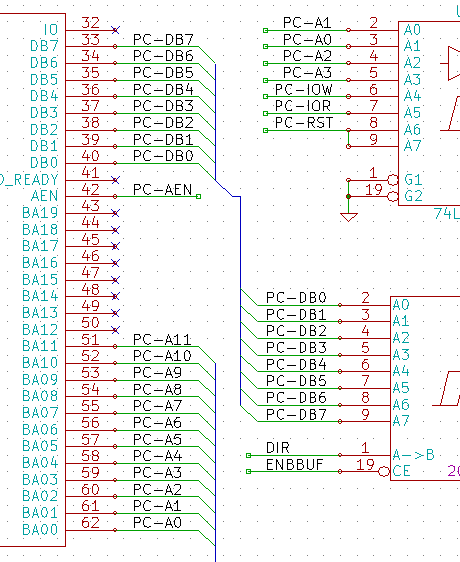 IO 32
DB7 33 PC-DB7
DB6 34 PC-DB6
DB5 35 PC-DB5
DB4 36 PC-DB4
DB3 37 PC-DB3
DB2 38 PC-DB2
DB1 39 PC-DB1
DB0 40 PC-DB0
O_READY 41
AEN 42 PC-AEN
BA19 43
BA18 44
BA17 45
BA16 46
BA15 47
BA14 48
BA13 49
BA12 50
BA11 51 PC-A11
BA10 52 PC-A10
BA09 53 PC-A9
BA08 54 PC-A8
BA07 55 PC-A7
BA06 56 PC-A6
BA05 57 PC-A5
BA04 58 PC-A4
BA03 59 PC-A3
BA02 60 PC-A2
BA01 61 PC-A1
BA00 62 PC-A0
U
PC-A1 2 A0
PC-A0 3 A1
PC-A2 4 A2
PC-A3 5 A3
PC-IOW 6 A4
PC-IOR 7 A5
PC-RST 8 A6
9 A7
1 G1
19 G2
74L
PC-DB0 2 A0
PC-DB1 3 A1
PC-DB2 4 A2
PC-DB3 5 A3
PC-DB4 6 A4
PC-DB5 7 A5
PC-DB6 8 A6
PC-DB7 9 A7
DIR 1 A->B
ENBBUF 19 CE
20